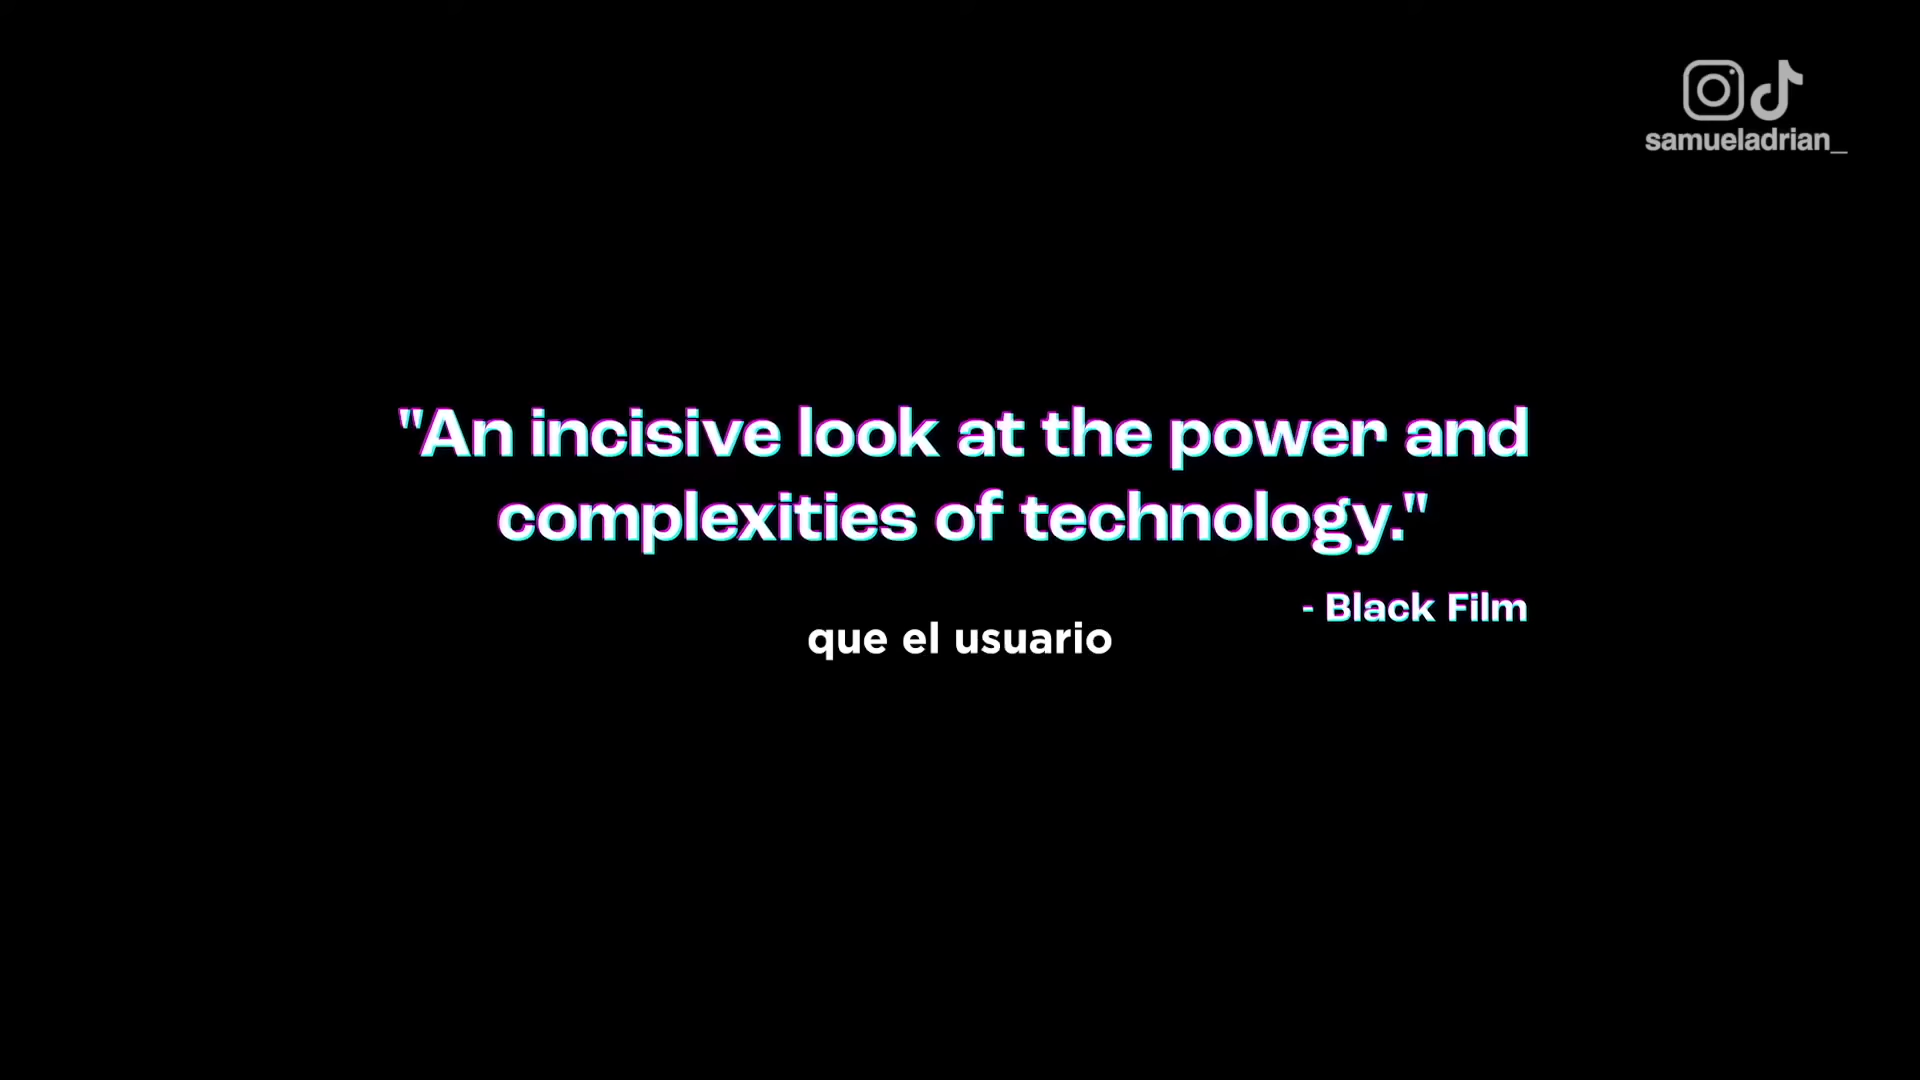 samueladrian_
"An incisive look at the power and
complexities of technology."
- Black Film
que el usuario